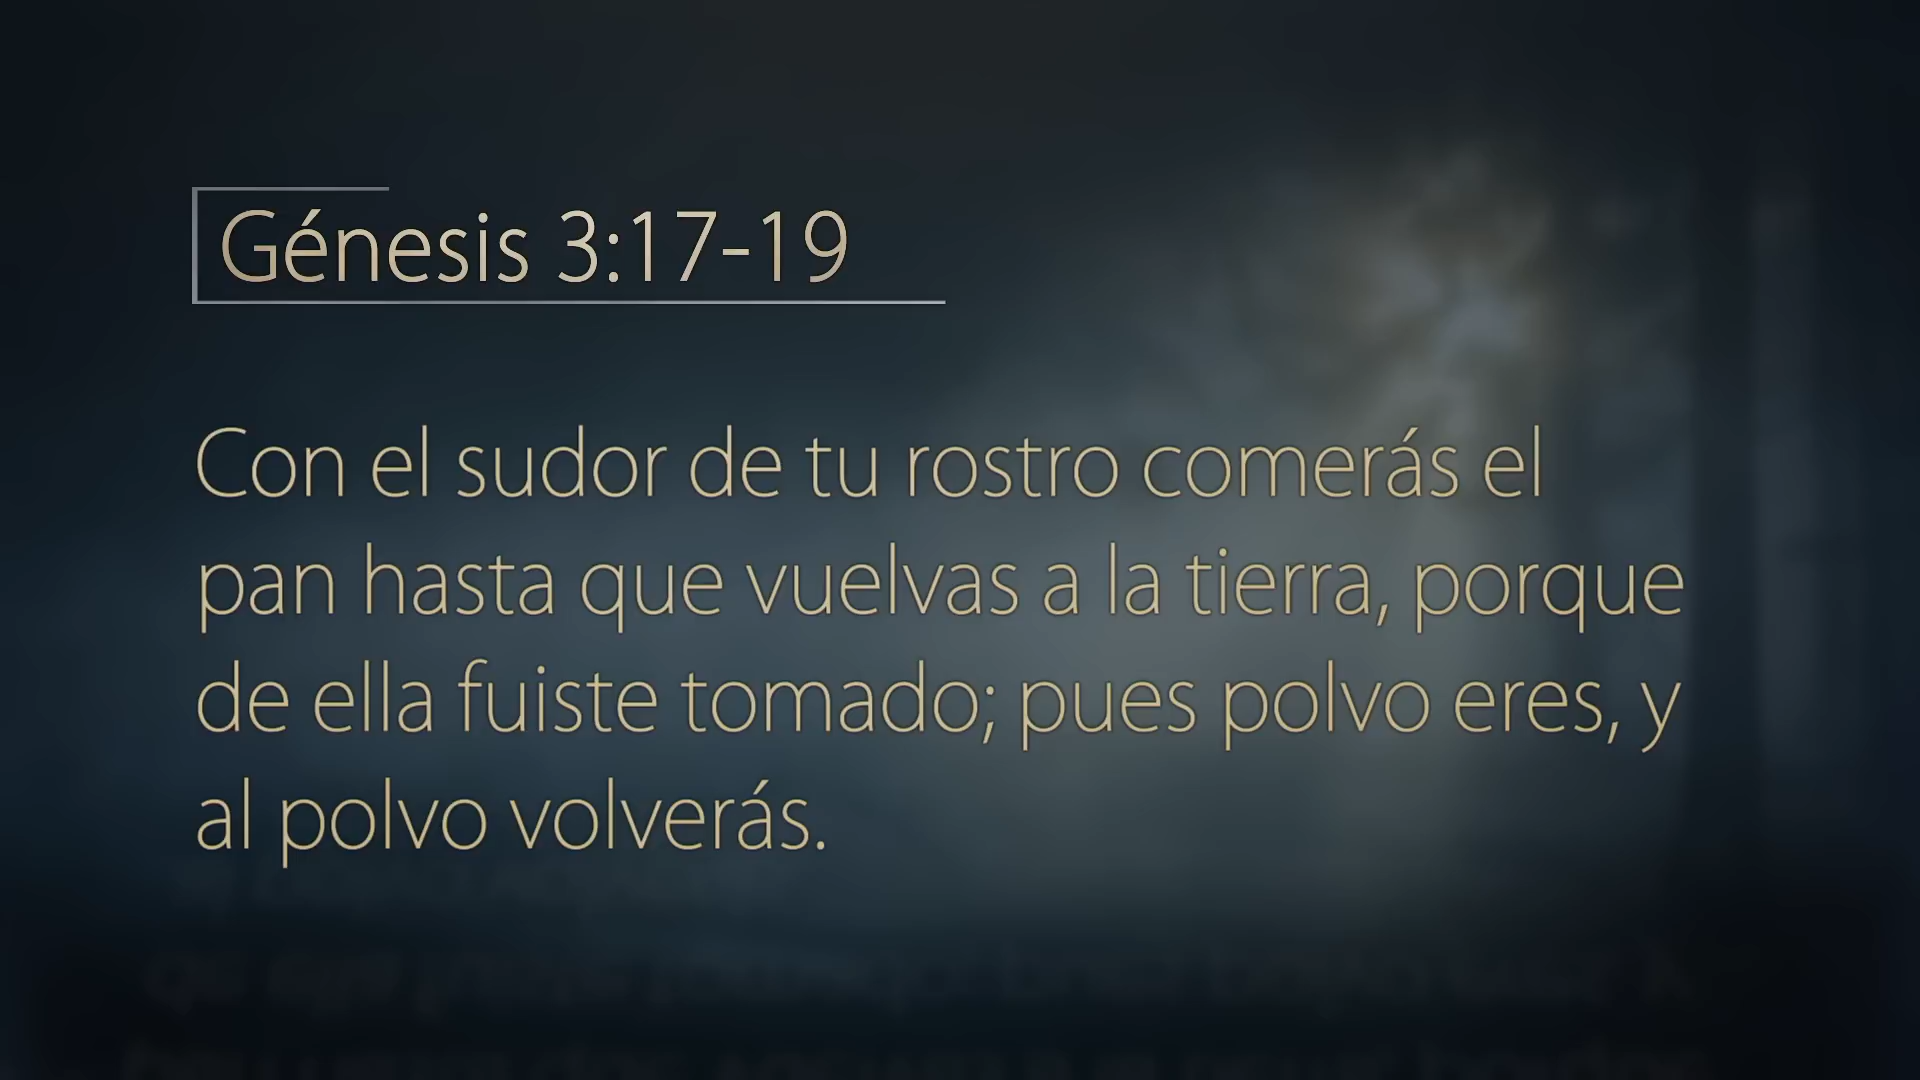 Génesis 3:17-19
Con el sudor de tu rostro comerás el
pan hasta que vuelvas a la tierra, porque
de ella fuiste tomado; pues polvo eres, y
al polvo volverás.